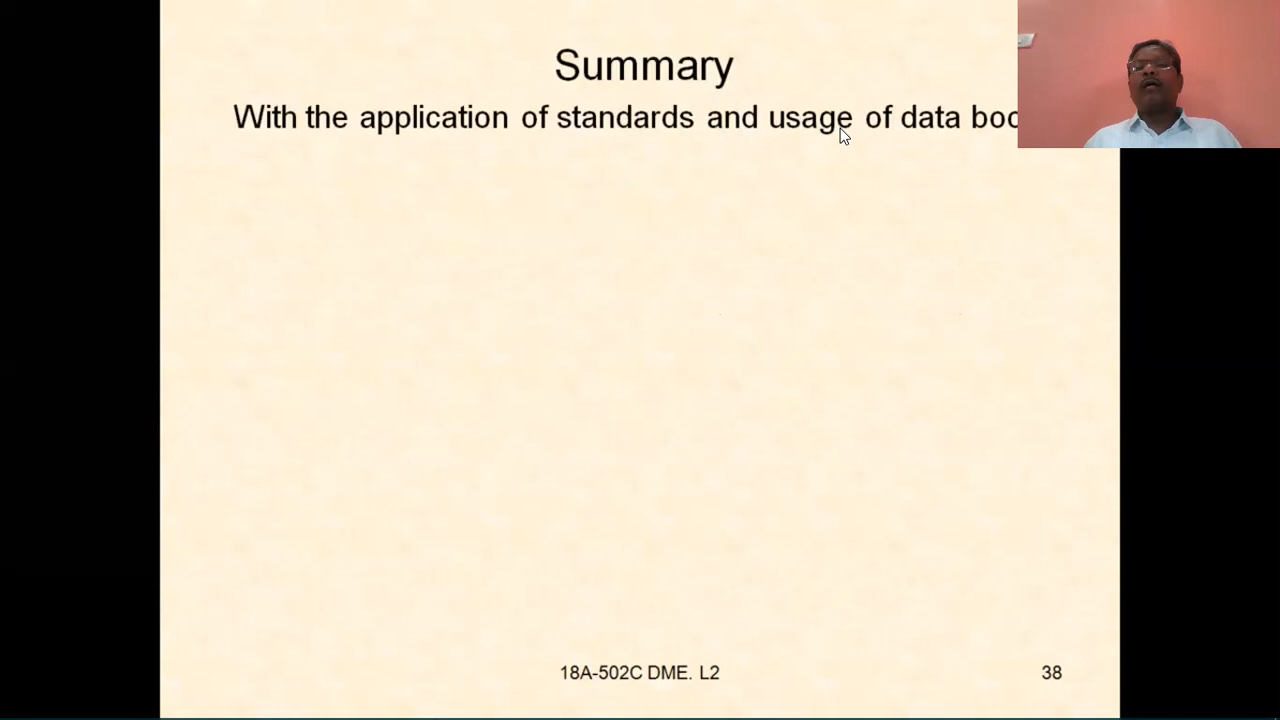 Summary
With the application of standards and usage of data
18A-502C DME. L2
38